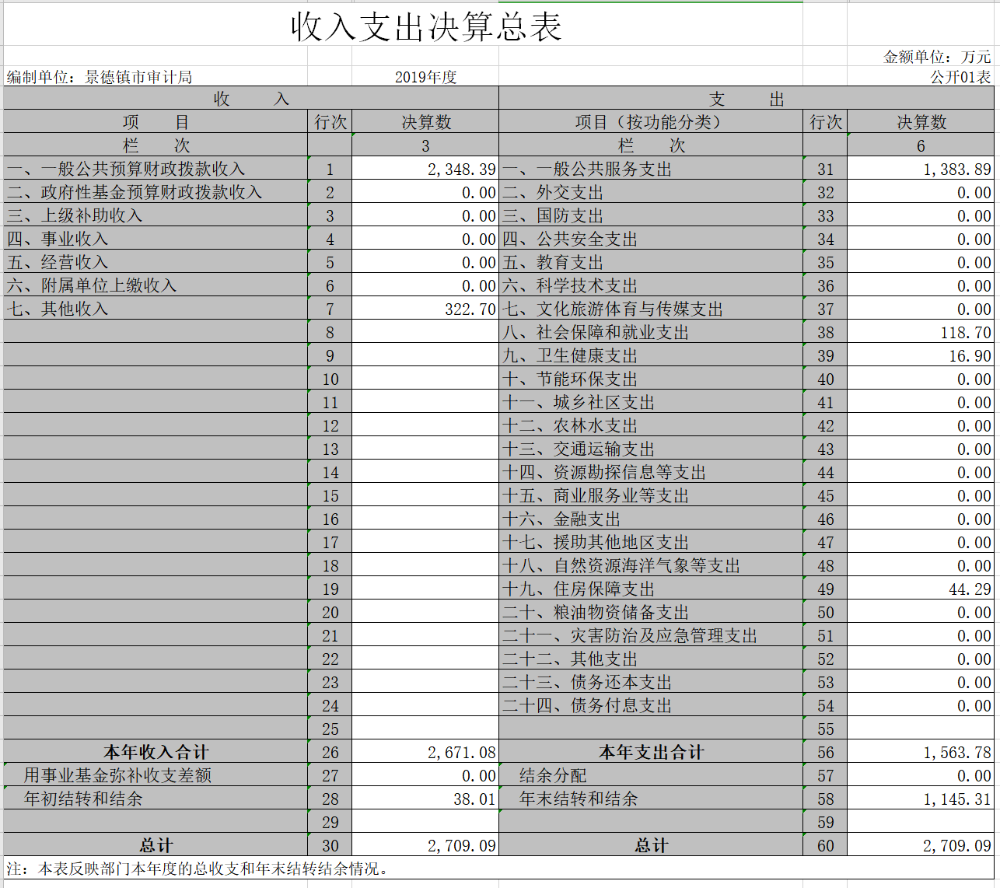 收入支出决算总表
金额单位：万元
编制单位：景德镇市审计局 2019年度 公开01表
收 入 支 出
项 目 行次 决算数 项目（按功能分类） 行次 决算数
栏 次 3 栏 次 6
一、一般公共预算财政拨款收入 1 2,348.39 一、一般公共服务支出 31 1,383.89
二、政府性基金预算财政拨款收入 2 0.00 二、外交支出 32 0.00
三、上级补助收入 3 0.00 三、国防支出 33 0.00
四、事业收入 4 0.00 四、公共安全支出 34 0.00
五、经营收入 5 0.00 五、教育支出 35 0.00
六、附属单位上缴收入 6 0.00 六、科学技术支出 36 0.00
七、其他收入 7 322.70 七、文化旅游体育与传媒支出 37 0.00
8 八、社会保障和就业支出 38 118.70
9 九、卫生健康支出 39 16.90
10 十、节能环保支出 40 0.00
11 十一、城乡社区支出 41 0.00
12 十二、农林水支出 42 0.00
13 十三、交通运输支出 43 0.00
14 十四、资源勘探信息等支出 44 0.00
15 十五、商业服务业等支出 45 0.00
16 十六、金融支出 46 0.00
17 十七、援助其他地区支出 47 0.00
18 十八、自然资源海洋气象等支出 48 0.00
19 十九、住房保障支出 49 44.29
20 二十、粮油物资储备支出 50 0.00
21 二十一、灾害防治及应急管理支出 51 0.00
22 二十二、其他支出 52 0.00
23 二十三、债务还本支出 53 0.00
24 二十四、债务付息支出 54 0.00
25 55
本年收入合计 26 2,671.08 本年支出合计 56 1,563.78
用事业基金弥补收支差额 27 0.00 结余分配 57 0.00
年初结转和结余 28 38.01 年末结转和结余 58 1,145.31
29 59
总计 30 2,709.09 总计 60 2,709.09
注：本表反映部门本年度的总收支和年末结转结余情况。